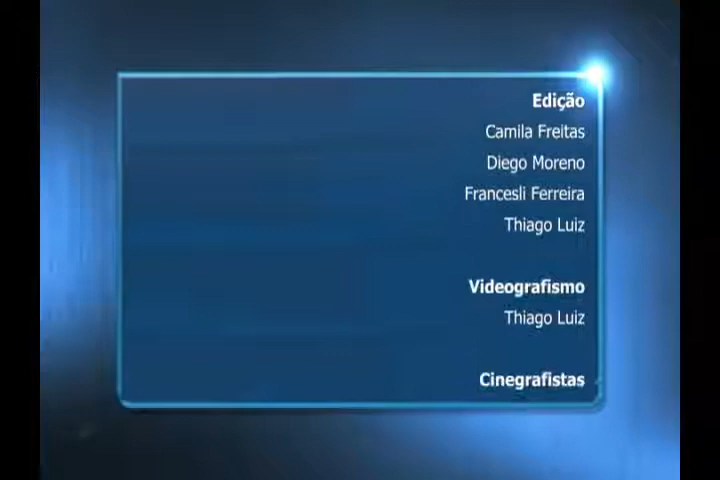 Edição
Camila Freitas
Diego Moreno
Francesli Ferreira
Thiago Luiz
Videografismo
Thiago Luiz
Cinegrafistas